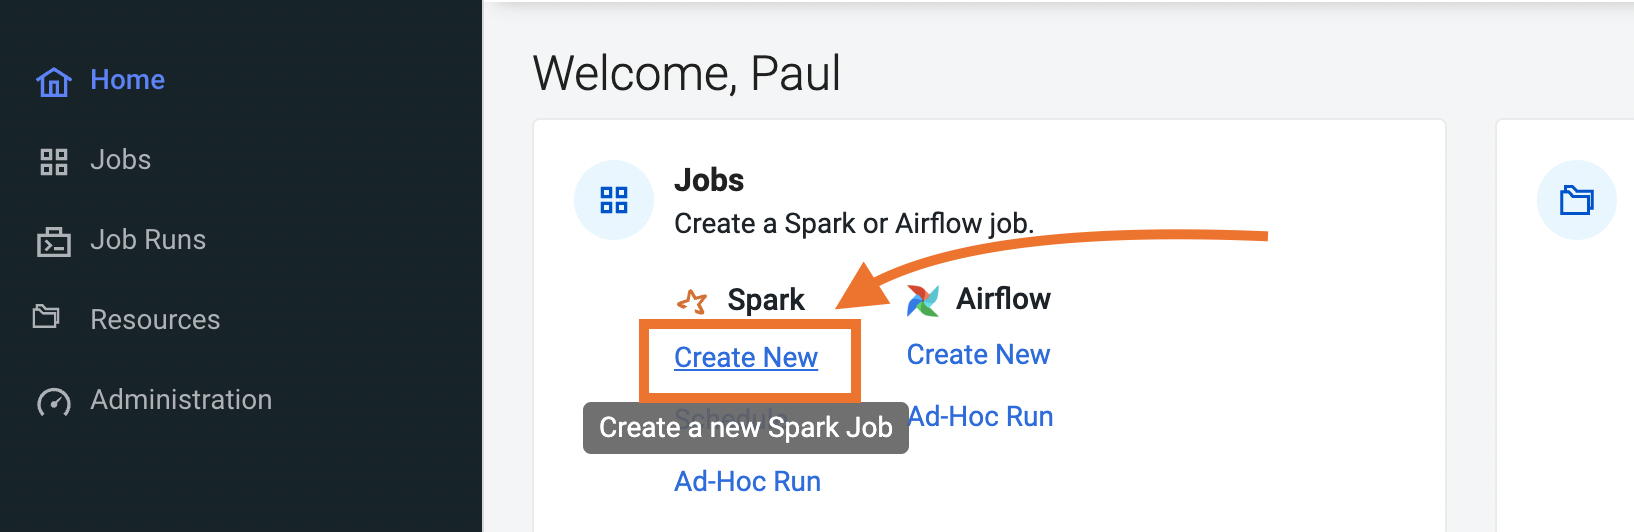 Home
Jobs
Job Runs
Resources
Administration
Welcome, Paul
Jobs
Create a Spark or Airflow job.
Spark
Create New
Schedule
Create a new Spark Job
Ad-Hoc Run
Airflow
Create New
Ad-Hoc Run